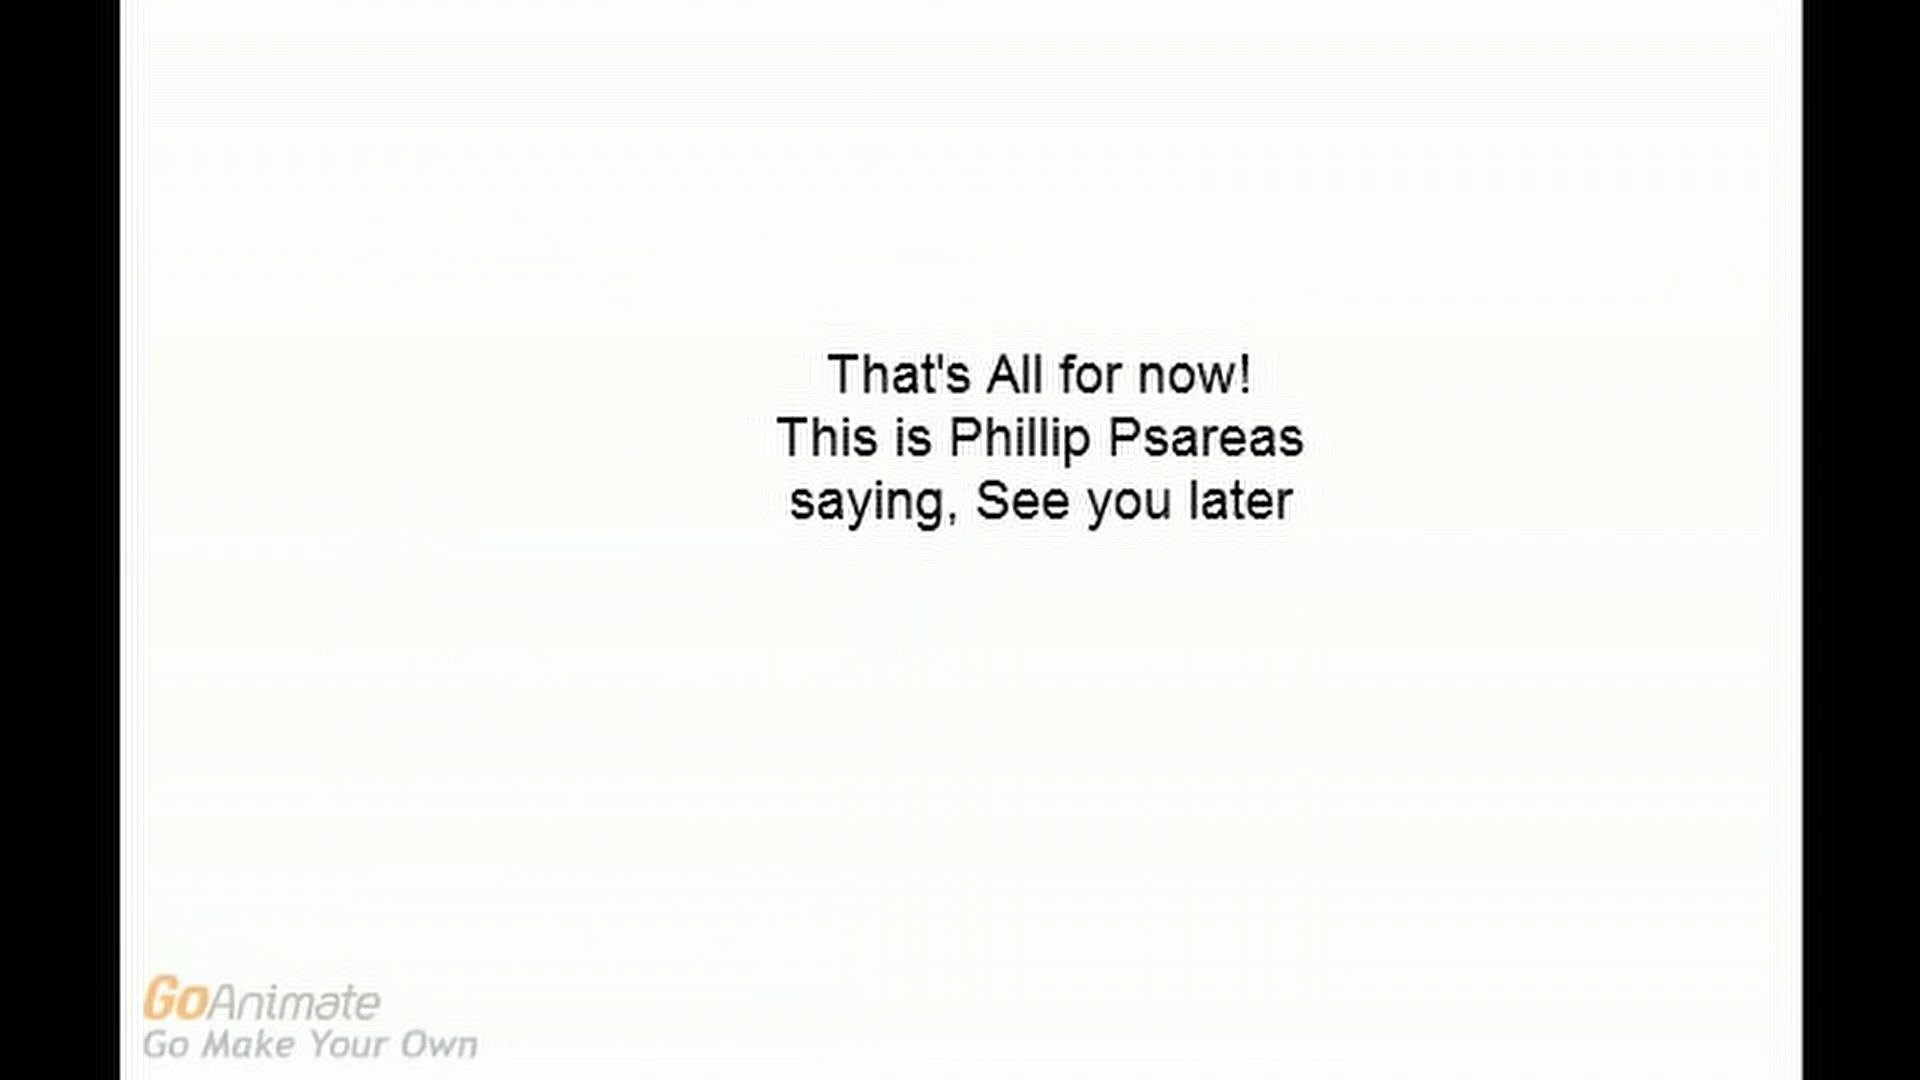 That's All for now!
This is Phillip Psareas
saying, See you later
GoAnimate
Go Make Your Own